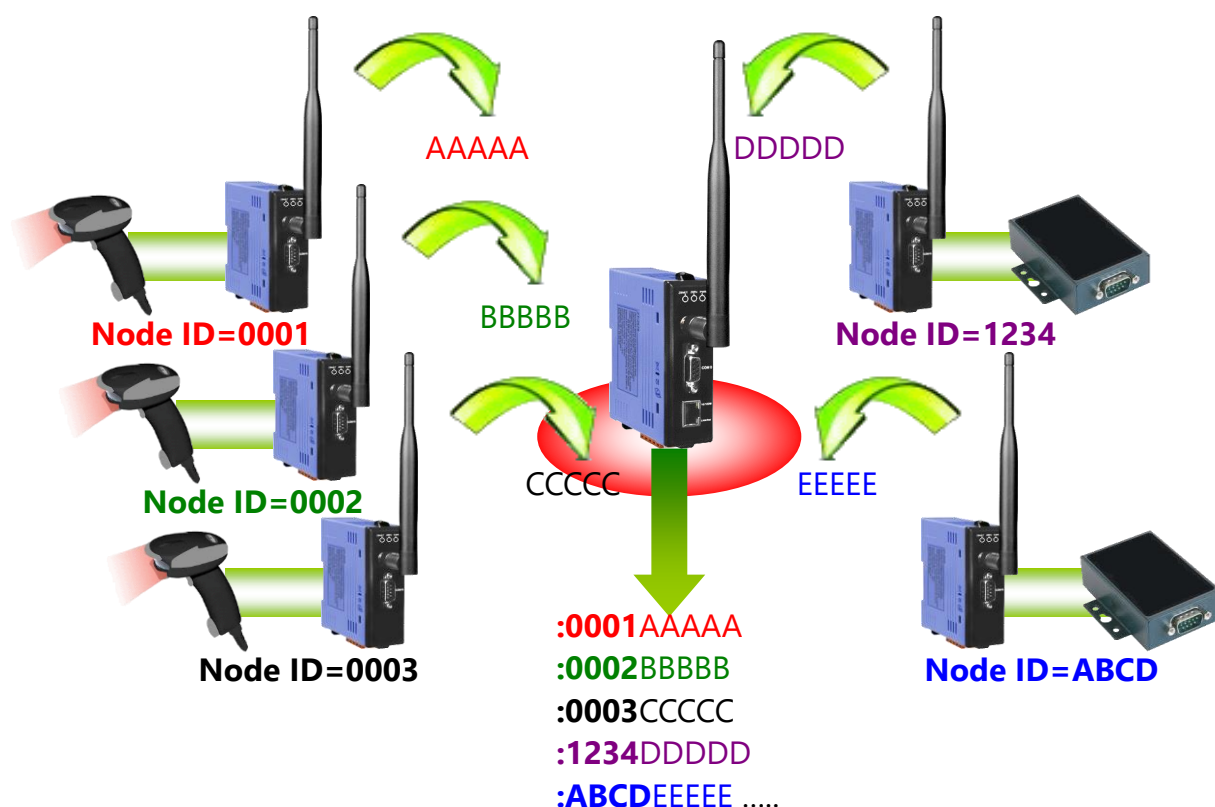 AAAAA
DDDDD
BBBBB
Node ID=0001
Node ID=1234
CCCCC
EEEEE
Node ID=0002
Node ID=0003
Node ID=ABCD
:0001AAAAA
:0002BBBBB
:0003CCCCC
:1234DDDDD
:ABCDEEEEE .....